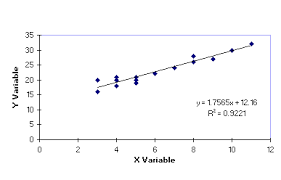 35
30
25
20
15
10
5
0
Y Variable
y = 1.7565x + 12.16
R² = 0.9221
0 2 4 6 8 10 12
X Variable